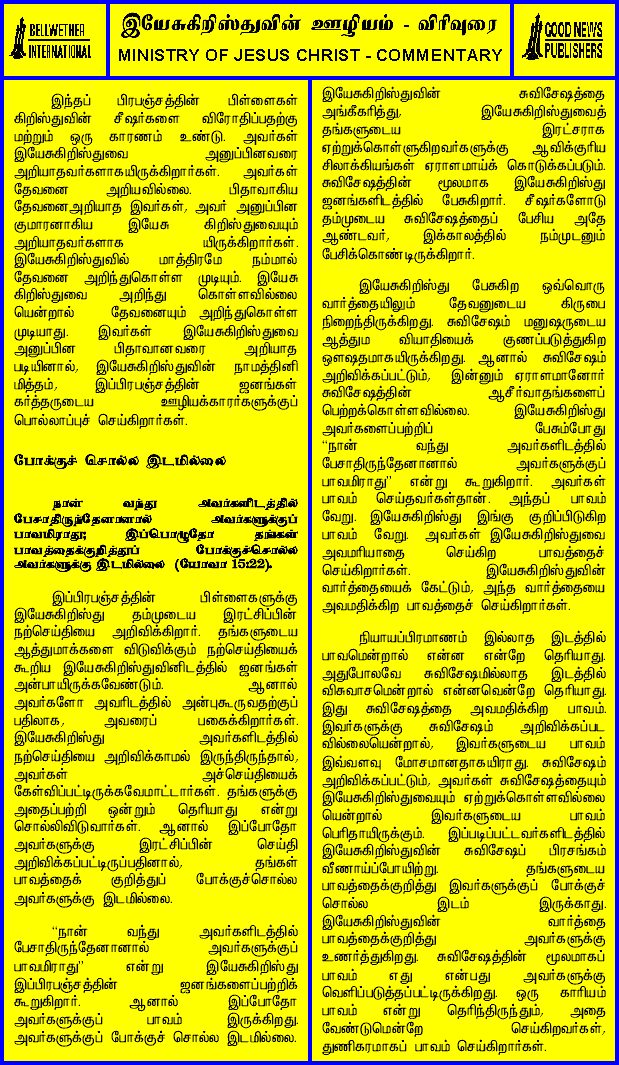 BELLWETHER
INTERNATIONAL
இயேசுகிறிஸ்துவின் ஊழியம் - விரிவுரை
MINISTRY OF JESUS CHRIST - COMMENTARY
GOOD NEWS
PUBLISHERS
இந்தப் பிரபஞ்சத்தின் பிள்ளைகள்
கிறிஸ்துவின் சீஷர்களை விரோதிப்பதற்கு
மற்றும் ஒரு காரணம் உண்டு. அவர்கள்
இயேசுகிறிஸ்துவை அனுப்பினவரை
அறியாதவர்களாகயிருக்கிறார்கள். அவர்கள்
தேவனை அறியவில்லை. பிதாவாகிய
தேவனைஅறியாத இவர்கள், அவர் அனுப்பின
குமாரனாகிய இயேசு கிறிஸ்துவையும்
அறியாதவர்களாக யிருக்கிறார்கள்.
இயேசுகிறிஸ்துவில் மாத்திரமே நம்மால்
தேவனை அறிந்துகொள்ள முடியும். இயேசு
கிறிஸ்துவை அறிந்து கொள்ளவில்லை
யென்றால் தேவனையும் அறிந்துகொள்ள
முடியாது. இவர்கள் இயேசுகிறிஸ்துவை
அனுப்பின பிதாவானவரை அறியாத
படியினால், இயேசுகிறிஸ்துவின் நாமத்தினி
மித்தம், இப்பிரபஞ்சத்தின் ஜனங்கள்
கர்த்தருடைய ஊழியக்காரர்களுக்குப்
பொல்லாப்புச் செய்கிறார்கள்.
போக்குச் சொல்ல இடமில்லை
நான் வந்து அவர்களிடத்தில்
பேசாதிருந்தேனானால் அவர்களுக்குப்
பாவமிராது; இப்பொழுதோ தங்கள்
பாவத்தைக்குறித்துப் போக்குச்சொல்ல
அவர்களுக்கு இடமில்லை (யோவா 15:22).
இப்பிரபஞ்சத்தின் பிள்ளைகளுக்கு
இயேசுகிறிஸ்து தம்முடைய இரட்சிப்பின்
நற்செய்தியை அறிவிக்கிறார். தங்களுடைய
ஆத்துமாக்களை விடுவிக்கும் நற்செய்தியைக்
கூறிய இயேசுகிறிஸ்துவினிடத்தில் ஜனங்கள்
அன்பாயிருக்கவேண்டும். ஆனால்
அவர்களோ அவரிடத்தில் அன்புகூருவதற்குப்
பதிலாக, அவரைப் பகைக்கிறார்கள்.
இயேசுகிறிஸ்து அவர்களிடத்தில்
நற்செய்தியை அறிவிக்காமல் இருந்திருந்தால்,
அவர்கள் அச்செய்தியைக்
கேள்விப்பட்டிருக்கவேமாட்டார்கள். தங்களுக்கு
அதைப்பற்றி ஒன்றும் தெரியாது என்று
சொல்லிவிடுவார்கள். ஆனால் இப்போதோ
அவர்களுக்கு இரட்சிப்பின் செய்தி
அறிவிக்கப்பட்டிருப்பதினால், தங்கள்
பாவத்தைக் குறித்துப் போக்குச்சொல்ல
அவர்களுக்கு இடமில்லை.
“நான் வந்து அவர்களிடத்தில்
பேசாதிருந்தேனானால் அவர்களுக்குப்
பாவமிராது” என்று இயேசுகிறிஸ்து
இப்பிரபஞ்சத்தின் ஜனங்களைப்பற்றிக்
கூறுகிறார். ஆனால் இப்போதோ
அவர்களுக்குப் பாவம் இருக்கிறது.
அவர்களுக்குப் போக்குச் சொல்ல இடமில்லை.
இயேசுகிறிஸ்துவின் சுவிசேஷத்தை
அங்கீகரித்து, இயேசுகிறிஸ்துவைத்
தங்களுடைய இரட்சகராக
ஏற்றுக்கொள்ளுகிறவர்களுக்கு ஆவிக்குரிய
சிலாக்கியங்கள் ஏராளமாய்க் கொடுக்கப்படும்.
சுவிசேஷத்தின் மூலமாக இயேசுகிறிஸ்து
ஜனங்களிடத்தில் பேசுகிறார். சீஷர்களோடு
தம்முடைய சுவிசேஷத்தைப் பேசிய அதே
ஆண்டவர், இக்காலத்தில் நம்முடனும்
பேசிக்கொண்டிருக்கிறார்.
இயேசுகிறிஸ்து பேசுகிற ஒவ்வொரு
வார்த்தையிலும் தேவனுடைய கிருபை
நிறைந்திருக்கிறது. சுவிசேஷம் மனுஷருடைய
ஆத்தும வியாதியைக் குணப்படுத்துகிற
ஔஷதமாகயிருக்கிறது. ஆனால் சுவிசேஷம்
அறிவிக்கப்பட்டும், இன்னும் ஏராளமானோர்
சுவிசேஷத்தின் ஆசீர்வாதங்களைப்
பெற்றக்கொள்ளவில்லை. இயேசுகிறிஸ்து
அவர்களைப்பற்றிப் பேசும்போது
“நான் வந்து அவர்களிடத்தில்
பேசாதிருந்தேனானால் அவர்களுக்குப்
பாவமிராது” என்று கூறுகிறார். அவர்கள்
பாவம் செய்தவர்கள்தான். அந்தப் பாவம்
வேறு. இயேசுகிறிஸ்து இங்கு குறிப்பிடுகிற
பாவம் வேறு. அவர்கள் இயேசுகிறிஸ்துவை
அவமரியாதை செய்கிற பாவத்தைச்
செய்கிறார்கள். இயேசுகிறிஸ்துவின்
வார்த்தையைக் கேட்டும், அந்த வார்த்தையை
அவமதிக்கிற பாவத்தைச் செய்கிறார்கள்.
நியாயப்பிரமாணம் இல்லாத இடத்தில்
பாவமென்றால் என்ன என்றே தெரியாது.
அதுபோலவே சுவிசேஷமில்லாத இடத்தில்
விசுவாசமென்றால் என்னவென்றே தெரியாது.
இது சுவிசேஷத்தை அவமதிக்கிற பாவம்.
இவர்களுக்கு சுவிசேஷம் அறிவிக்கப்பட
வில்லையென்றால், இவர்களுடைய பாவம்
இவ்வளவு மோசமானதாகயிராது. சுவிசேஷம்
அறிவிக்கப்பட்டும், அவர்கள் சுவிசேஷத்தையும்
இயேசுகிறிஸ்துவையும் ஏற்றுக்கொள்ளவில்லை
யென்றால் இவர்களுடைய பாவம்
பெரிதாயிருக்கும். இப்படிப்பட்டவர்களிடத்தில்
இயேசுகிறிஸ்துவின் சுவிசேஷப் பிரசங்கம்
வீணாய்ப்போயிற்று. தங்களுடைய
பாவத்தைக்குறித்து இவர்களுக்குப் போக்குச்
சொல்ல இடம் இருக்காது.
இயேசுகிறிஸ்துவின் வார்த்தை
பாவத்தைக்குறித்து அவர்களுக்கு
உணர்த்துகிறது. சுவிசேஷத்தின் மூலமாகப்
பாவம் எது என்பது அவர்களுக்கு
வெளிப்படுத்தப்பட்டிருக்கிறது. ஒரு காரியம்
பாவம் என்று தெரிந்திருந்தும், அதை
வேண்டுமென்றே செய்கிறவர்கள்,
துணிகரமாகப் பாவம் செய்கிறார்கள்.